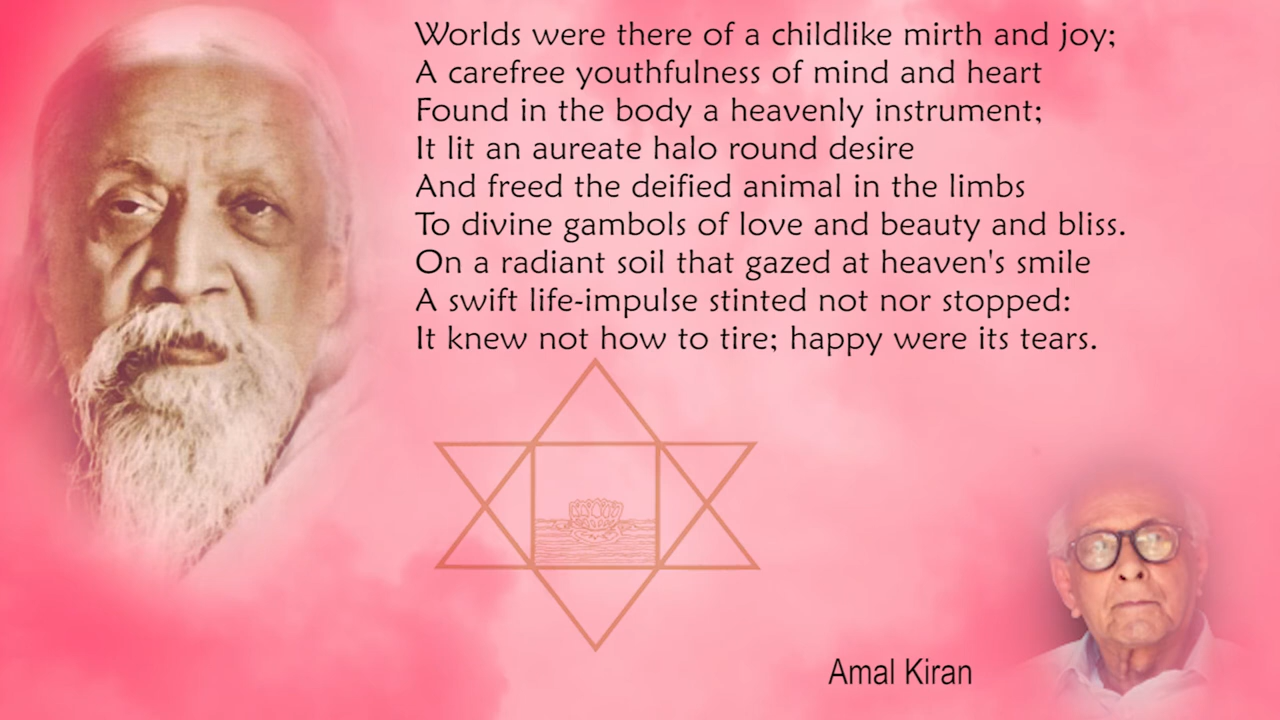 Worlds were there of a childlike mirth and joy;
A carefree youthfulness of mind and heart
Found in the body a heavenly instrument;
It lit an aureate halo round desire
And freed the deified animal in the limbs
To divine gambols of love and beauty and bliss.
On a radiant soil that gazed at heaven's smile
A swift life-impulse stinted not nor stopped:
It knew not how to tire; happy were its tears.
Amal Kiran